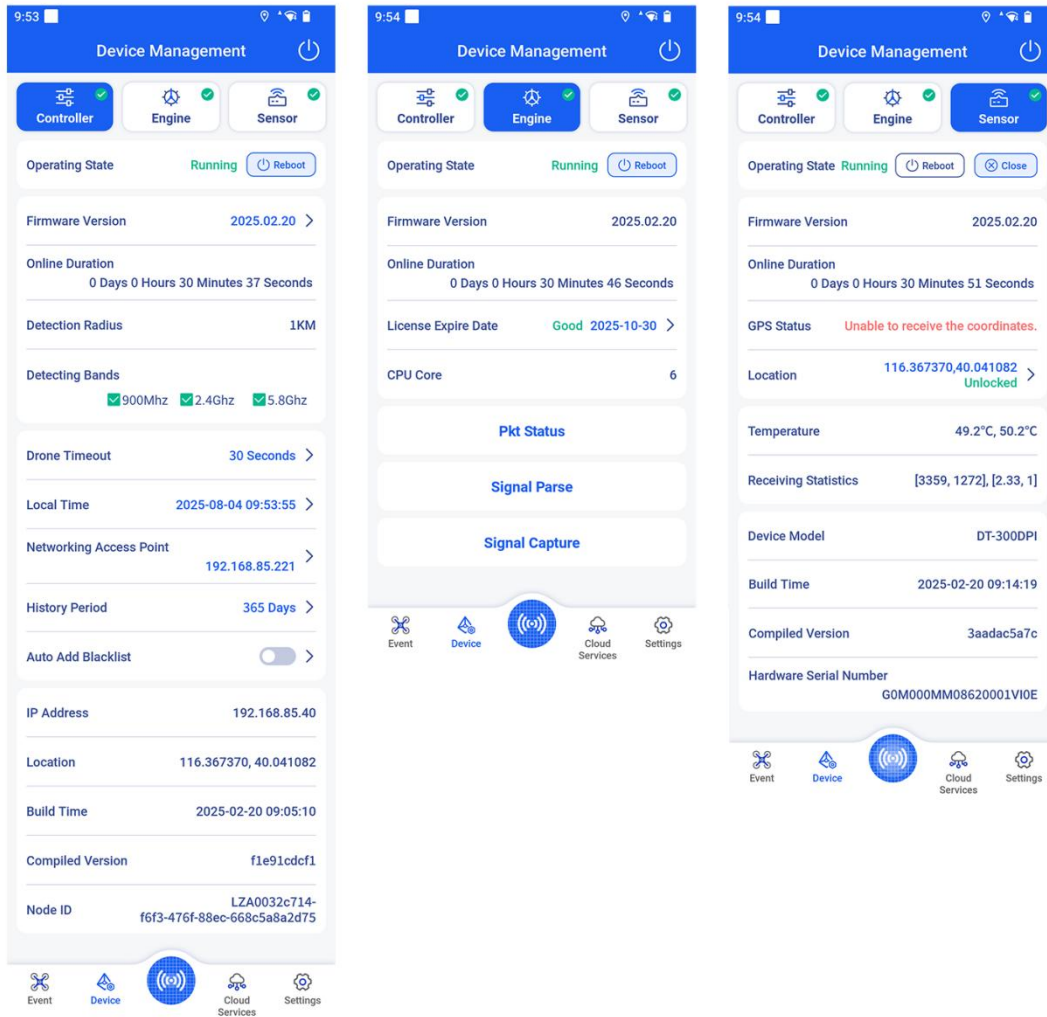 9:53
Device Management
Controller
Engine
Sensor
Operating State Running Reboot
Firmware Version 2025.02.20
Online Duration
0 Days 0 Hours 30 Minutes 37 Seconds
Detection Radius 1KM
Detecting Bands
900Mhz 2.4Ghz 5.8Ghz
Drone Timeout 30 Seconds
Local Time 2025-08-04 09:53:55
Networking Access Point
192.168.85.221
History Period 365 Days
Auto Add Blacklist
IP Address 192.168.85.40
Location 116.367370, 40.041082
Build Time 2025-02-20 09:05:10
Compiled Version f1e91cdcf1
Node ID LZA0032c714-
f6f3-476f-88ec-668c5a8a2d75
Event
Device
Cloud
Services
Settings
9:54
Device Management
Controller
Engine
Sensor
Operating State Running Reboot
Firmware Version 2025.02.20
Online Duration
0 Days 0 Hours 30 Minutes 46 Seconds
License Expire Date Good 2025-10-30
CPU Core 6
Pkt Status
Signal Parse
Signal Capture
Event
Device
Cloud
Services
Settings
9:54
Device Management
Controller
Engine
Sensor
Operating State Running Reboot Close
Firmware Version 2025.02.20
Online Duration
0 Days 0 Hours 30 Minutes 51 Seconds
GPS Status Unable to receive the coordinates.
Location 116.367370,40.041082
Unlocked
Temperature 49.2°C, 50.2°C
Receiving Statistics [3359, 1272], [2.33, 1]
Device Model DT-300DPI
Build Time 2025-02-20 09:14:19
Compiled Version 3aadac5a7c
Hardware Serial Number
G0M000MM08620001VI0E
Event
Device
Cloud
Services
Settings